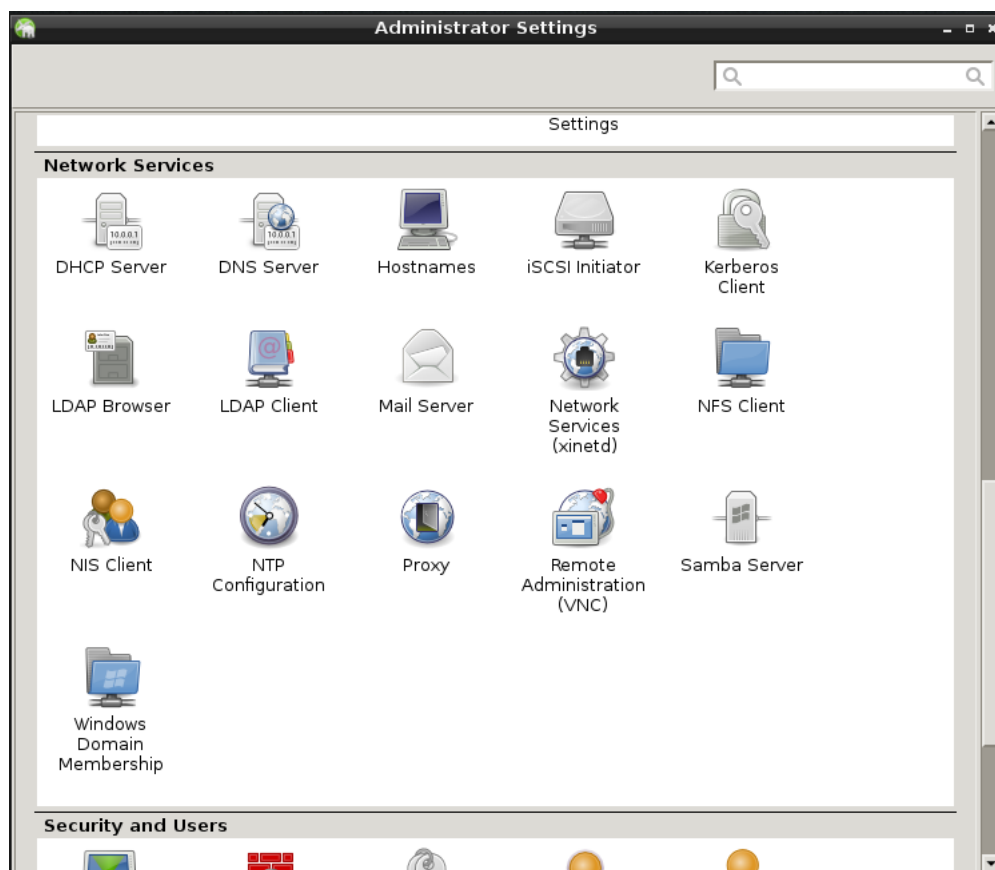 Administrator Settings
Settings
Network Services
DHCP Server
DNS Server
Hostnames
iSCSI Initiator
Kerberos
Client
LDAP Browser
LDAP Client
Mail Server
Network
Services
(xinetd)
NFS Client
NIS Client
NTP
Configuration
Proxy
Remote
Administration
(VNC)
Samba Server
Windows
Domain
Membership
Security and Users